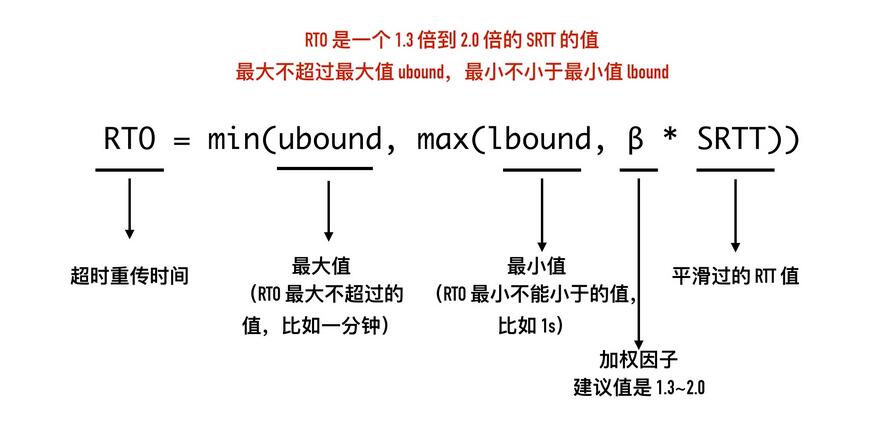 RTO 是一个 1.3 倍到 2.0 倍的 SRTT 的值
最大不超过最大值 ubound，最小不小于最小值 lbound
RTO = min(ubound, max(lbound, β * SRTT))
超时重传时间
最大值
（RTO 最大不超过的
值，比如一分钟）
最小值
（RTO 最小不能小于的值，
比如 1s）
平滑过的 RTT 值
加权因子
建议值是 1.3~2.0